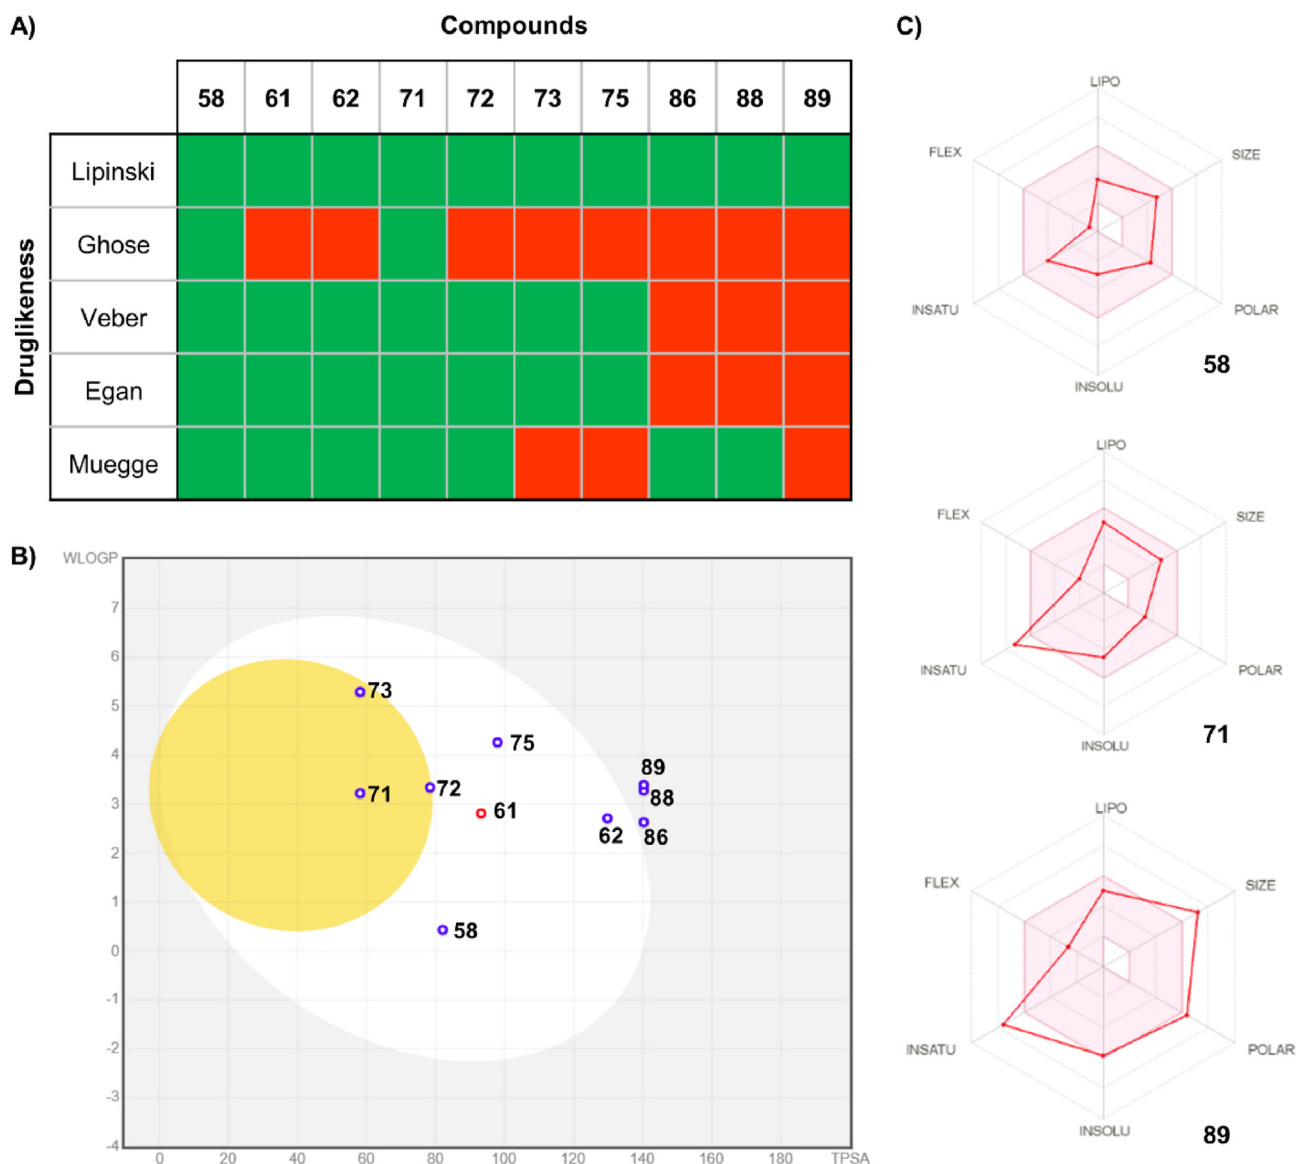 A)
Compounds
58 61 62 71 72 73 75 86 88 89
Druglikeness
Lipinski
Ghose
Veber
Egan
Muegge
B)
WLOGP
7
6
5
4
3
2
1
0
-1
-2
-3
-4
0 20 40 60 80 100 120 140 160 180 TPSA
73
75
89
71
72
88
61
62
86
58
C)
LIPO
FLEX
SIZE
INSATU
POLAR
INSOLU
58
LIPO
FLEX
SIZE
INSATU
POLAR
INSOLU
71
LIPO
FLEX
SIZE
INSATU
POLAR
INSOLU
89